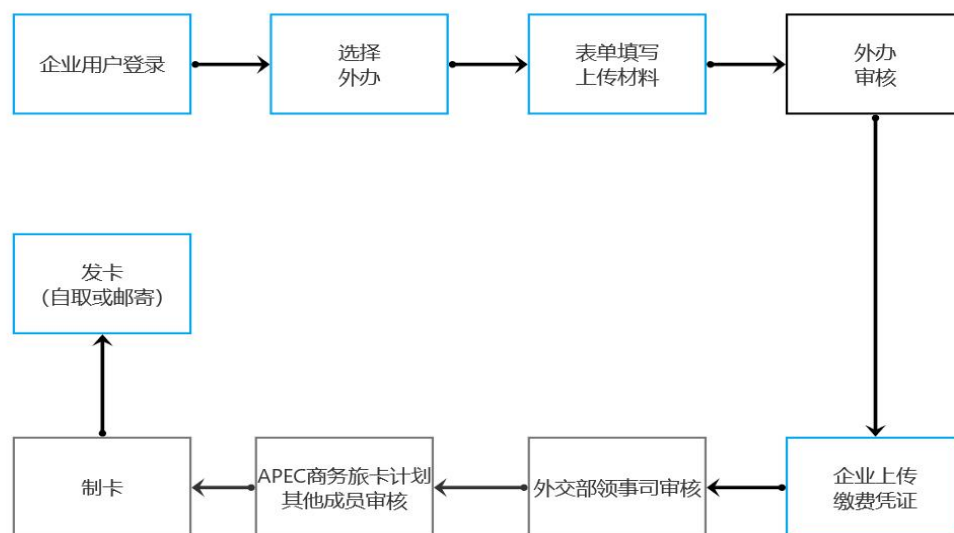 企业用户登录
选择
外办
表单填写
上传材料
外办
审核
发卡
（自取或邮寄）
制卡
APEC商务旅卡计划
其他成员审核
外交部领事司审核
企业上传
缴费凭证